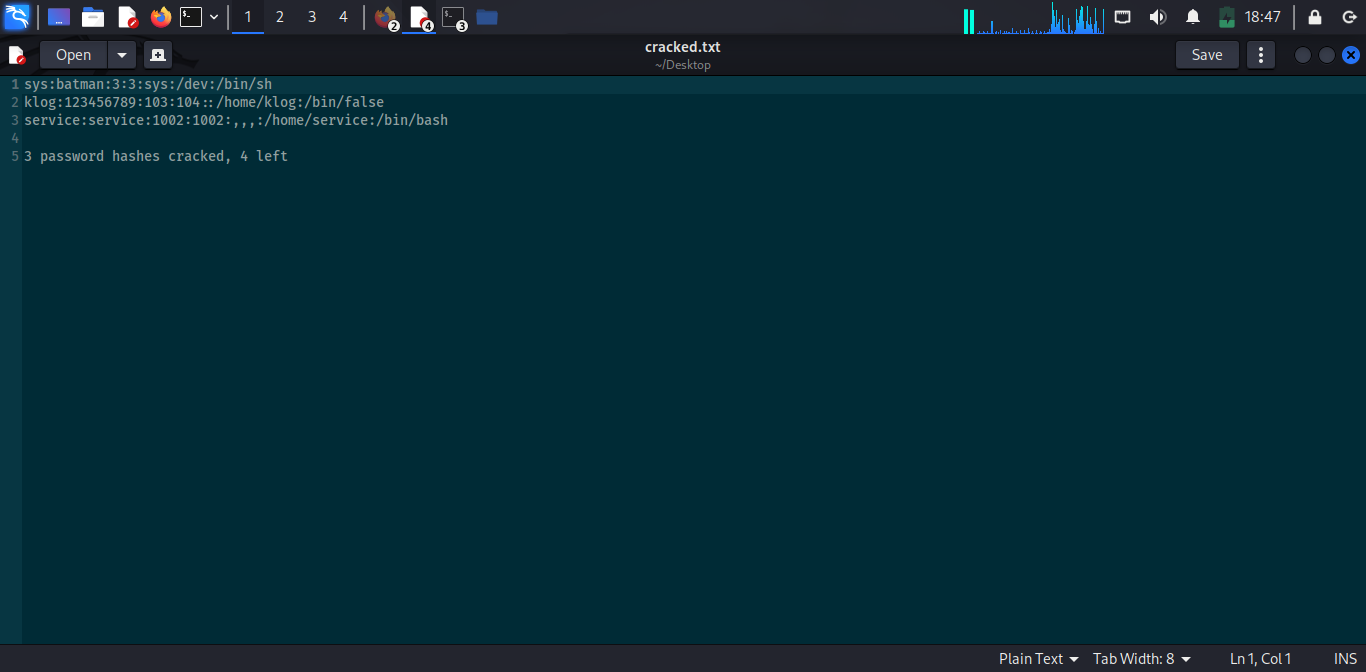 1 2 3 4 2 4 3 18:47
Open cracked.txt Save
~/Desktop
1 sys:batman:3:3:sys:/dev:/bin/sh
2 klog:123456789:103:104::/home/klog:/bin/false
3 service:service:1002:1002:,,,:/home/service:/bin/bash
4
5 3 password hashes cracked, 4 left
Plain Text Tab Width: 8 Ln 1, Col 1 INS